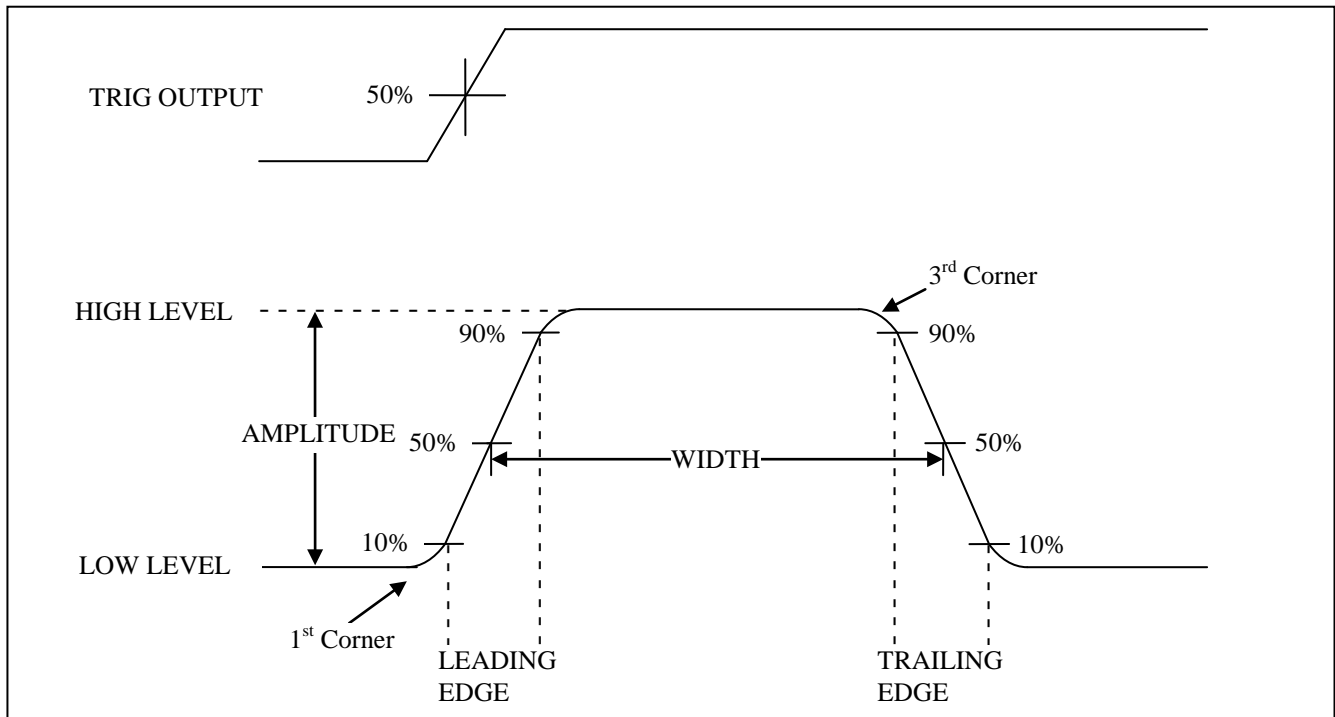 TRIG OUTPUT
50%
3rd Corner
HIGH LEVEL
90%
90%
AMPLITUDE
50%
50%
WIDTH
10%
10%
LOW LEVEL
1st Corner
LEADING
EDGE
TRAILING
EDGE